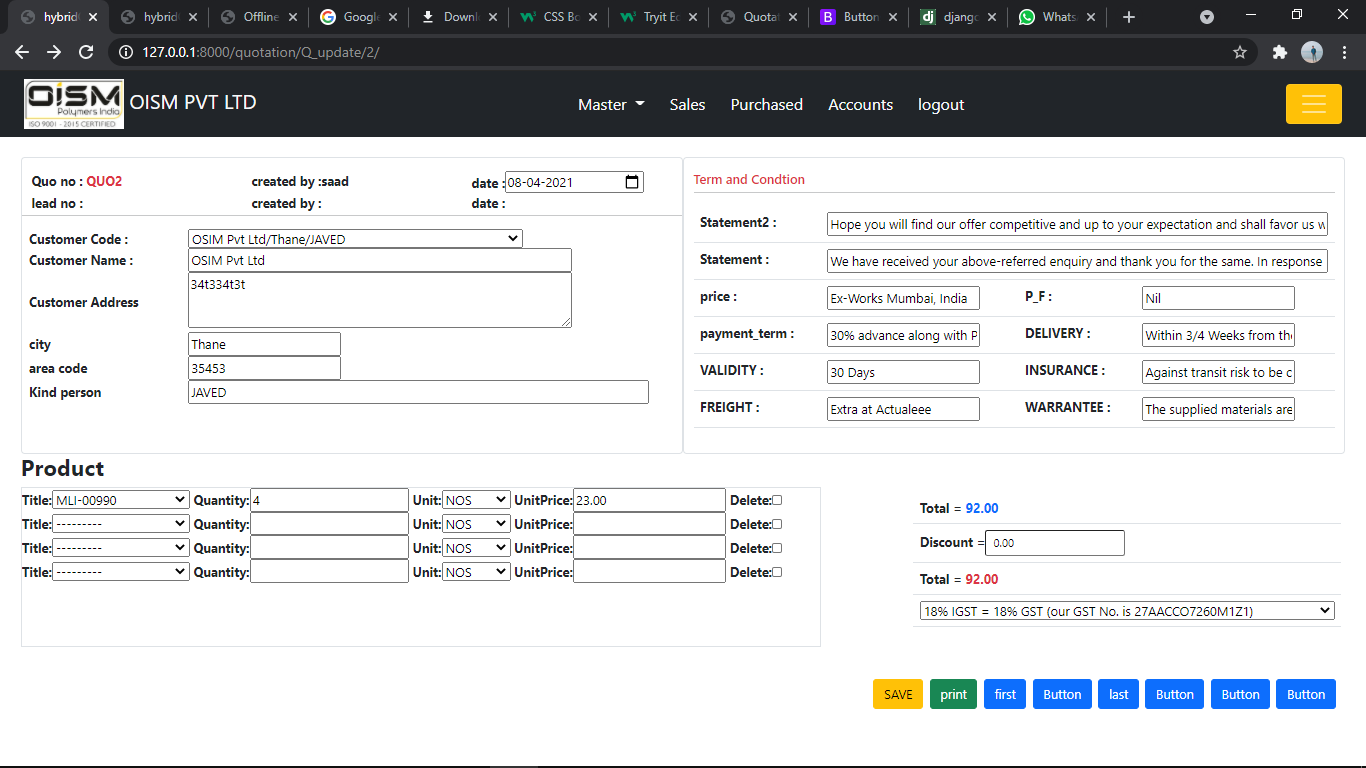 hybrid
hybrid
Offline
Google
Downl
CSS Bo
Tryit Ed
Quotat
Button
django
Whats
127.0.0.1:8000/quotation/Q_update/2/
OISM
Polymers India
ISO 9001 - 2015 CERTIFIED
OISM PVT LTD
Master
Sales
Purchased
Accounts
logout
Quo no : QUO2
created by :saad
date : 08-04-2021
lead no :
created by :
date :
Customer Code : OSIM Pvt Ltd/Thane/JAVED
Customer Name : OSIM Pvt Ltd
Customer Address 34t334t3t
city Thane
area code 35453
Kind person JAVED
Term and Condtion
Statement2 : Hope you will find our offer competitive and up to your expectation and shall favor us w
Statement : We have received your above-referred enquiry and thank you for the same. In response
price : Ex-Works Mumbai, India P_F : Nil
payment_term : 30% advance along with P DELIVERY : Within 3/4 Weeks from the
VALIDITY : 30 Days INSURANCE : Against transit risk to be c
FREIGHT : Extra at Actualeee WARRANTEE : The supplied materials are
Product
Title: MLI-00990 Quantity: 4 Unit: NOS UnitPrice: 23.00 Delete:
Title: --------- Quantity: Unit: NOS UnitPrice: Delete:
Title: --------- Quantity: Unit: NOS UnitPrice: Delete:
Title: --------- Quantity: Unit: NOS UnitPrice: Delete:
Total = 92.00
Discount = 0.00
Total = 92.00
18% IGST = 18% GST (our GST No. is 27AACCO7260M1Z1)
SAVE
print
first
Button
last
Button
Button
Button